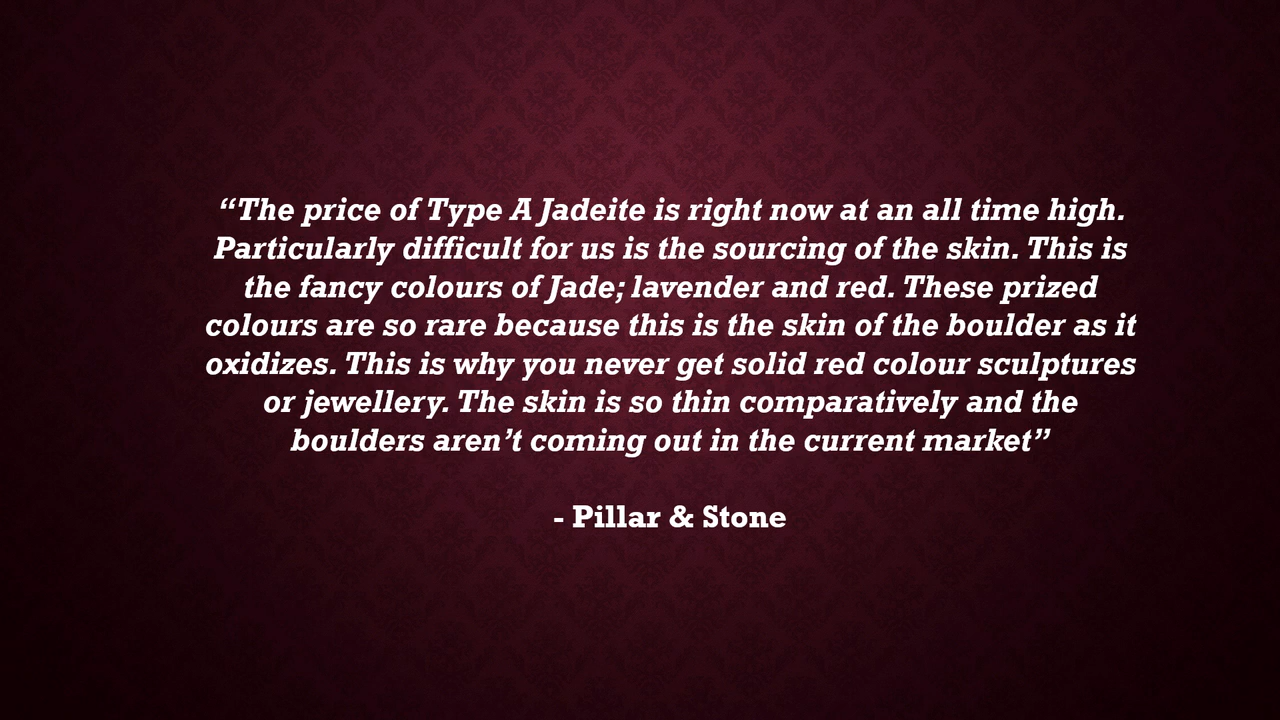 “The price of Type A Jadeite is right now at an all time high.
Particularly difficult for us is the sourcing of the skin. This is
the fancy colours of Jade; lavender and red. These prized
colours are so rare because this is the skin of the boulder as it
oxidizes. This is why you never get solid red colour sculptures
or jewellery. The skin is so thin comparatively and the
boulders aren’t coming out in the current market”
- Pillar & Stone